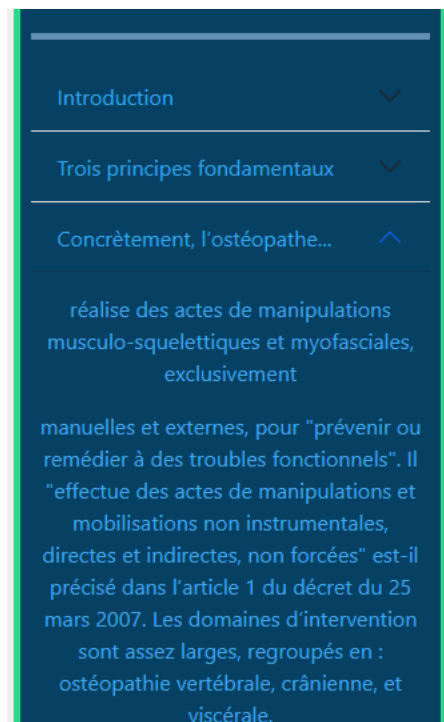 Introduction
Trois principes fondamentaux
Concrètement, l'ostéopathe...
réalise des actes de manipulations
musculo-squelettiques et myofasciales,
exclusivement
manuelles et externes, pour "prévenir ou
remédier à des troubles fonctionnels". Il
"effectue des actes de manipulations et
mobilisations non instrumentales,
directes et indirectes, non forcées" est-il
précisé dans l'article 1 du décret du 25
mars 2007. Les domaines d'intervention
sont assez larges, regroupés en :
ostéopathie vertébrale, crânienne, et
viscérale.